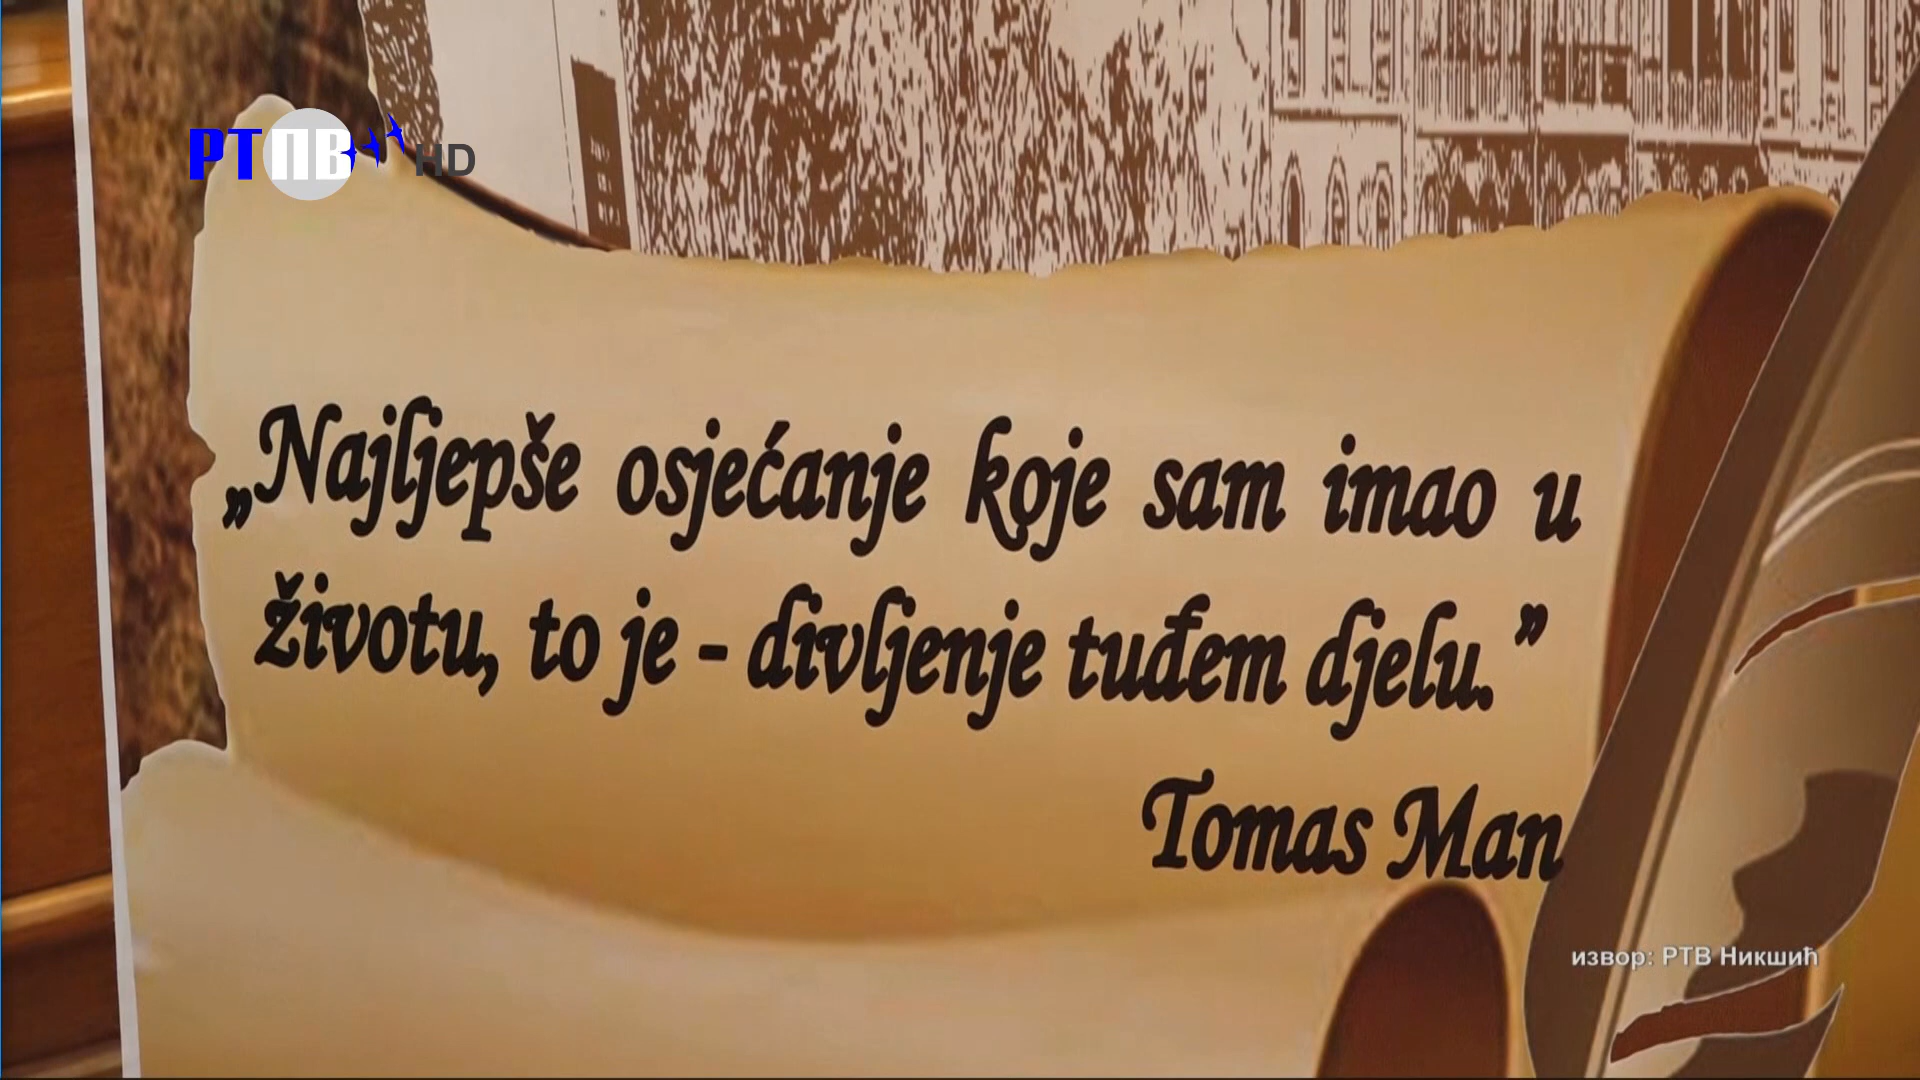 РТПВ HD
„Najljepše osjećanje koje sam imao u
životu, to je - divljenje tuđem djelu.”
Tomas Man
извор: РТВ Никшић